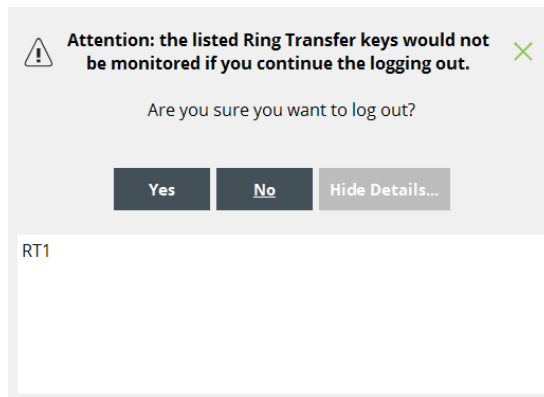 Attention: the listed Ring Transfer keys would not
be monitored if you continue the logging out.
Are you sure you want to log out?
Yes No Hide Details...
RT1